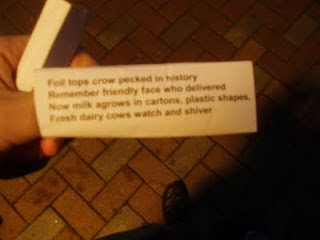 Foil tops crow pecked in history
Remember friendly face who delivered
Now milk agrows in cartons, plastic shapes,
Fresh dairy cows watch and shiver